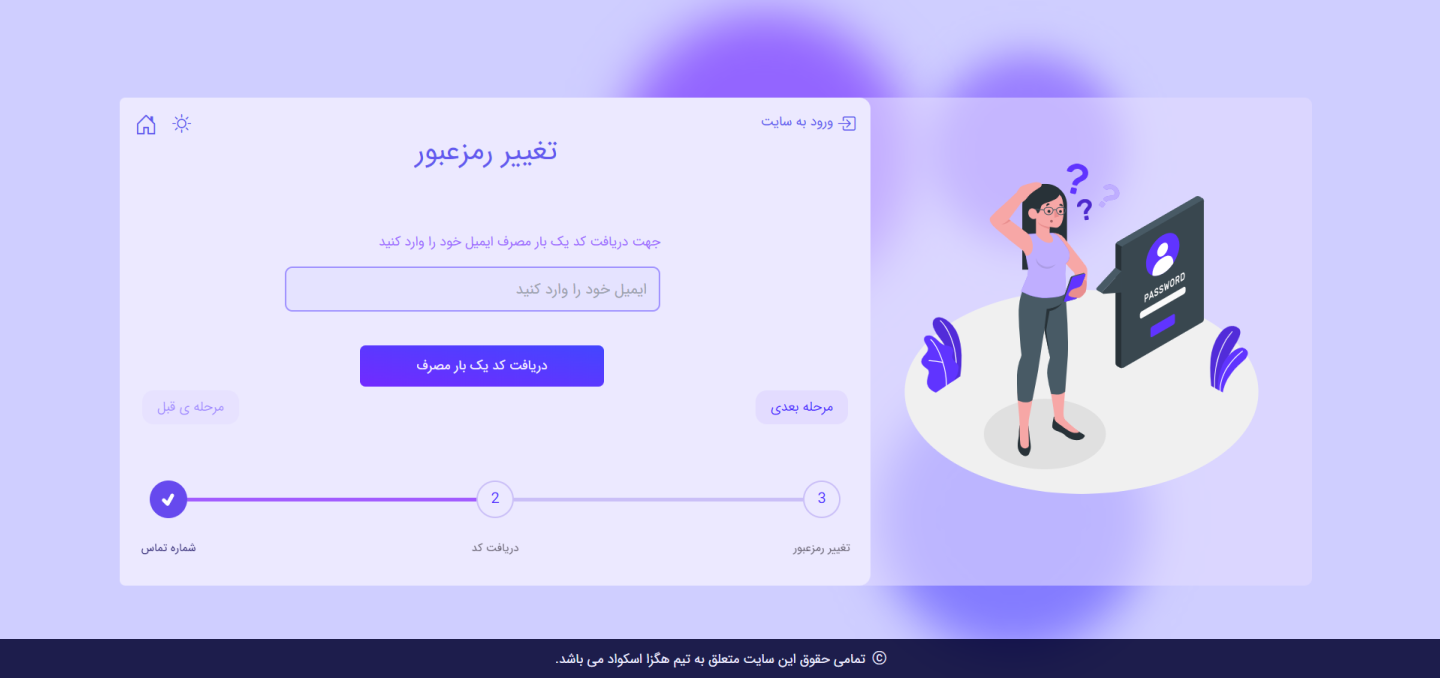 ورود به سایت
تغییر رمزعبور
جهت دریافت کد یک بار مصرف ایمیل خود را وارد کنید
ایمیل خود را وارد کنید
دریافت کد یک بار مصرف
مرحله بعدی
مرحله ی قبل
3
2
تغییر رمزعبور
دریافت کد
شماره تماس
? ? ?
PASSWORD
© تمامی حقوق این سایت متعلق به تیم هگزا اسکواد می باشد.